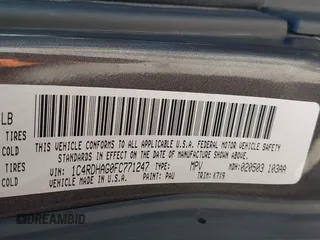 LB
TIRES
COLD
TIRES
COLD
THIS VEHICLE CONFORMS TO ALL APPLICABLE U.S.A. FEDERAL MOTOR VEHICLE SAFETY
STANDARDS IN EFFECT ON THE DATE OF MANUFACTURE SHOWN ABOVE
VIN: 1C4RDHAG0FC771247 MPV MDH: 020503 103AA
VEHICLE MADE IN U.S.A. PAINT: PAU TRIM: K7X9
DREAMBID